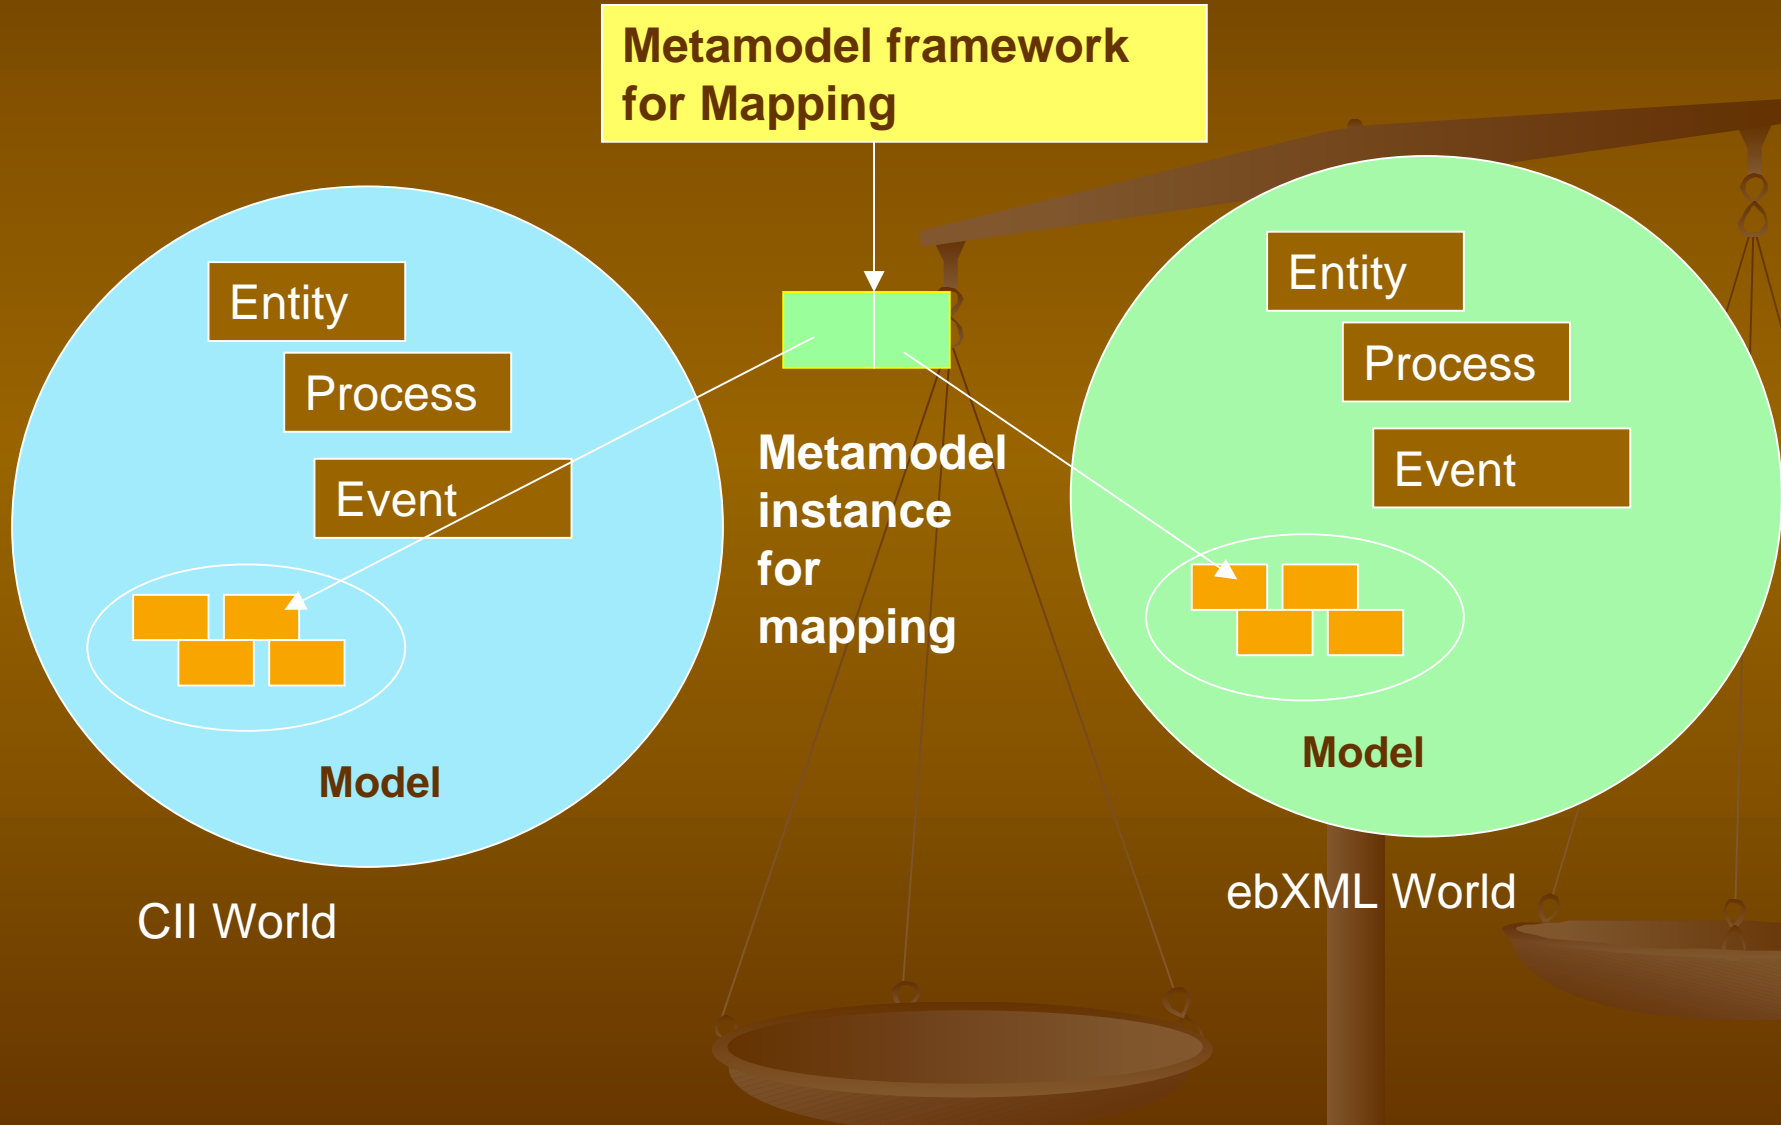 Metamodel framework
for Mapping
Entity
Process
Event
Model
CII World
Metamodel
instance
for
mapping
Entity
Process
Event
Model
ebXML World